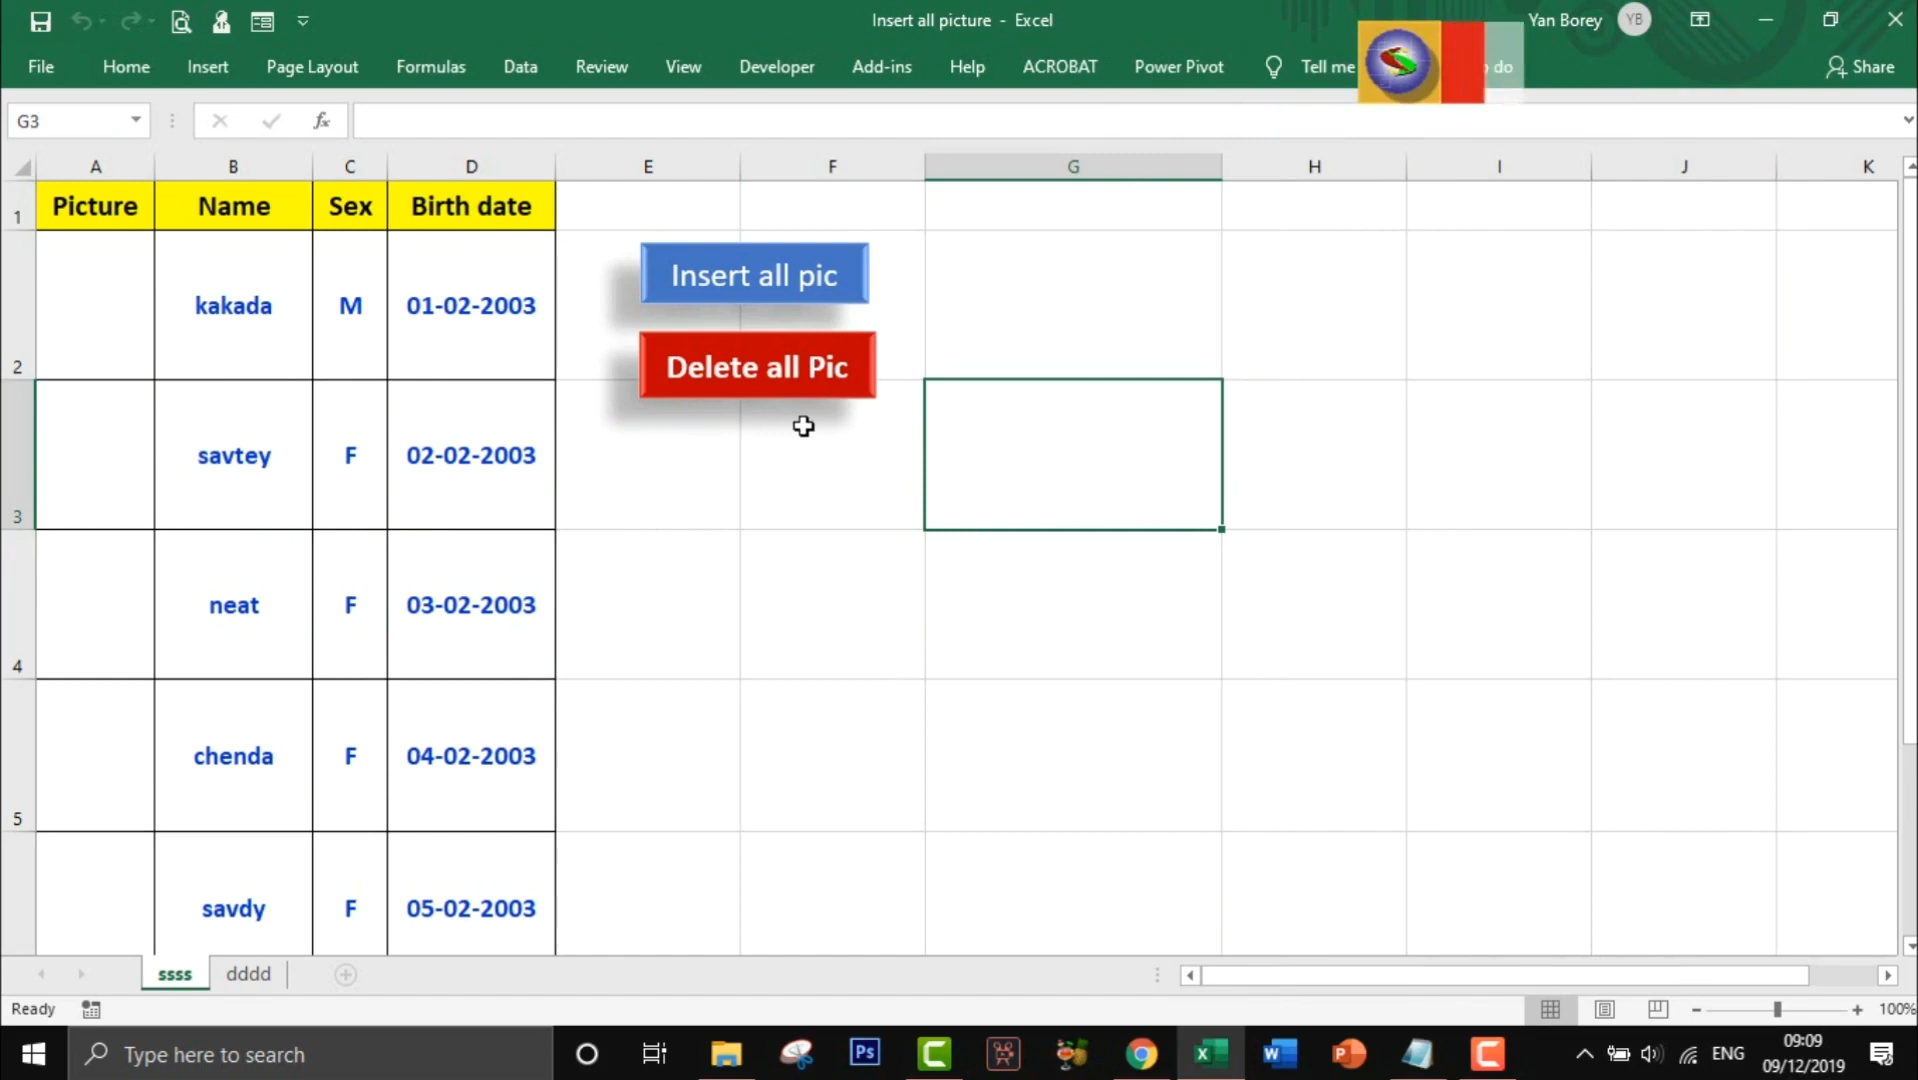 Insert all picture - Excel
Yan Borey YB
File Home Insert Page Layout Formulas Data Review View Developer Add-ins Help ACROBAT Power Pivot Tell me do Share
G3 fx
A B C D E F G H I J K
1 Picture Name Sex Birth date
Insert all pic
2 kakada M 01-02-2003
Delete all Pic
3 savtey F 02-02-2003
4 neat F 03-02-2003
5 chenda F 04-02-2003
savdy F 05-02-2003
ssss dddd
Ready 100%
Type here to search
Ps
W
P
ENG
09:09
09/12/2019